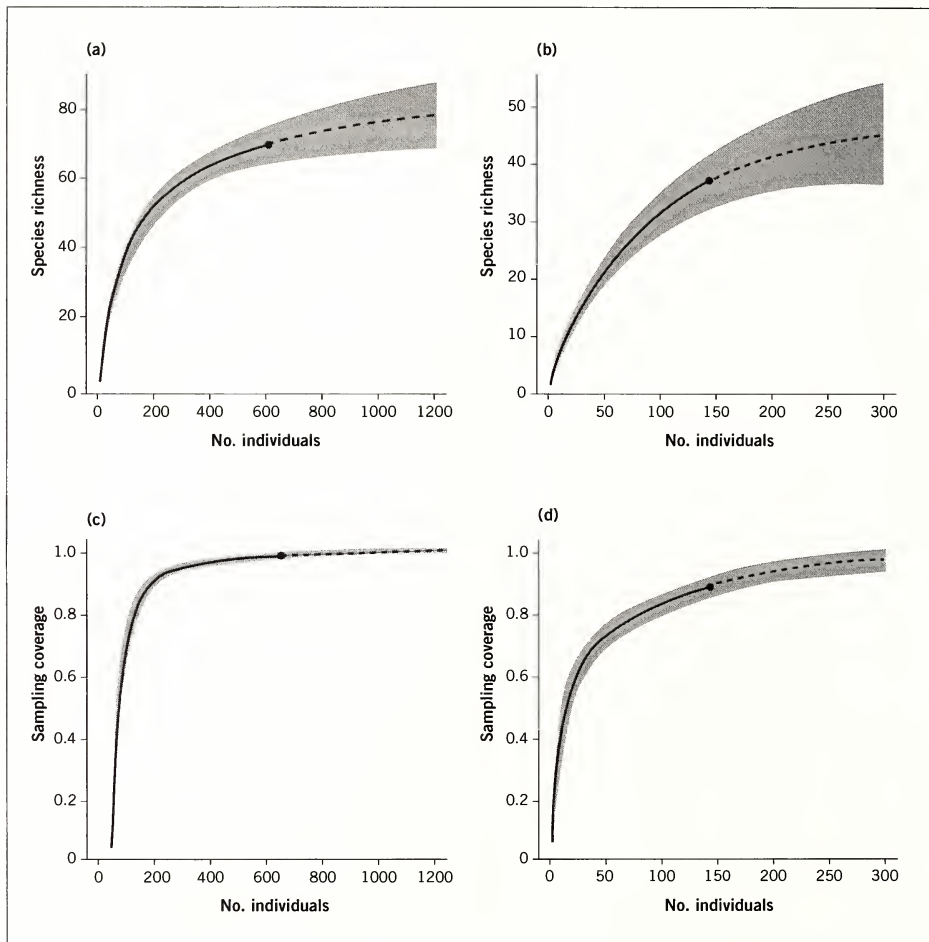 (a)
80
60
40
20
0
Species richness
0 200 400 600 800 1000 1200
No. individuals
(b)
50
40
30
20
10
0
Species richness
0 50 100 150 200 250 300
No. individuals
(c)
1.0
0.8
0.6
0.4
0.2
0
Sampling coverage
0 200 400 600 800 1000 1200
No. individuals
(d)
1.0
0.8
0.6
0.4
0.2
0
Sampling coverage
0 50 100 150 200 250 300
No. individuals